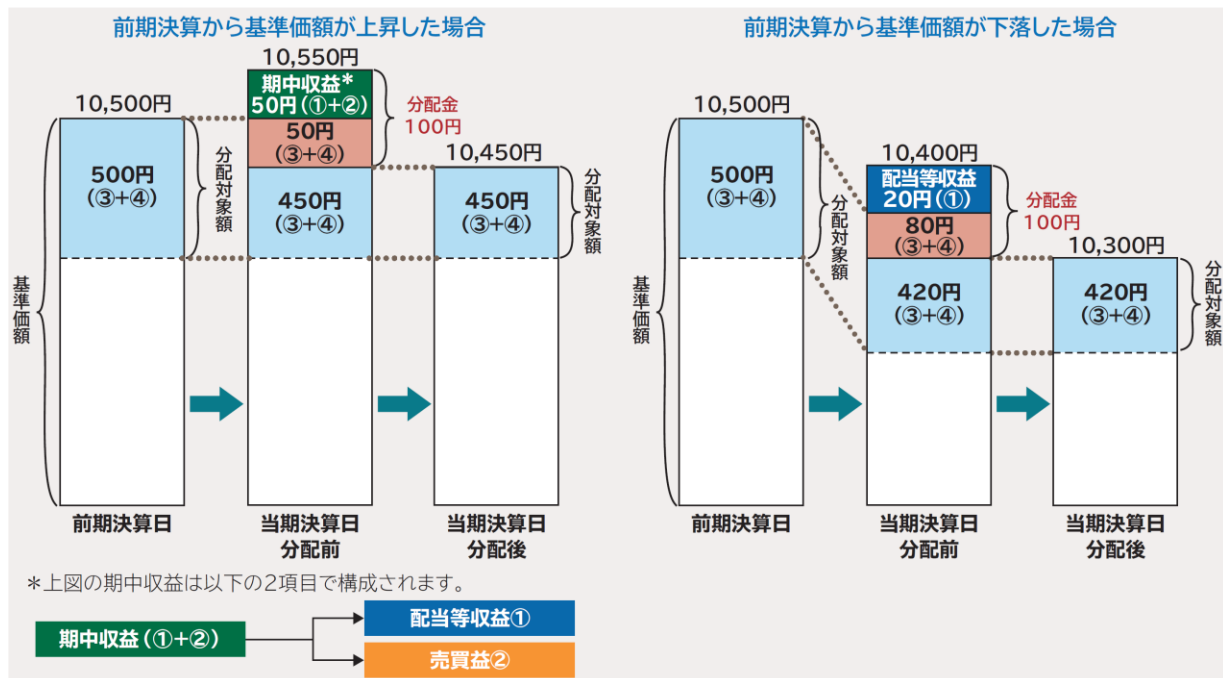 前期決算から基準価額が上昇した場合
10,500円
500円
(③+④)
分配対象額
基準価額
前期決算日
10,550円
期中収益*
50円(①+②)
50円
(③+④)
450円
(③+④)
分配金
100円
当期決算日
分配前
10,450円
450円
(③+④)
分配対象額
当期決算日
分配後
*上図の期中収益は以下の2項目で構成されます。
期中収益(①+②)
配当等収益①
売買益②
前期決算から基準価額が下落した場合
10,500円
500円
(③+④)
分配対象額
基準価額
前期決算日
10,400円
配当等収益
20円(①)
80円
(③+④)
420円
(③+④)
分配金
100円
当期決算日
分配前
10,300円
420円
(③+④)
分配対象額
当期決算日
分配後